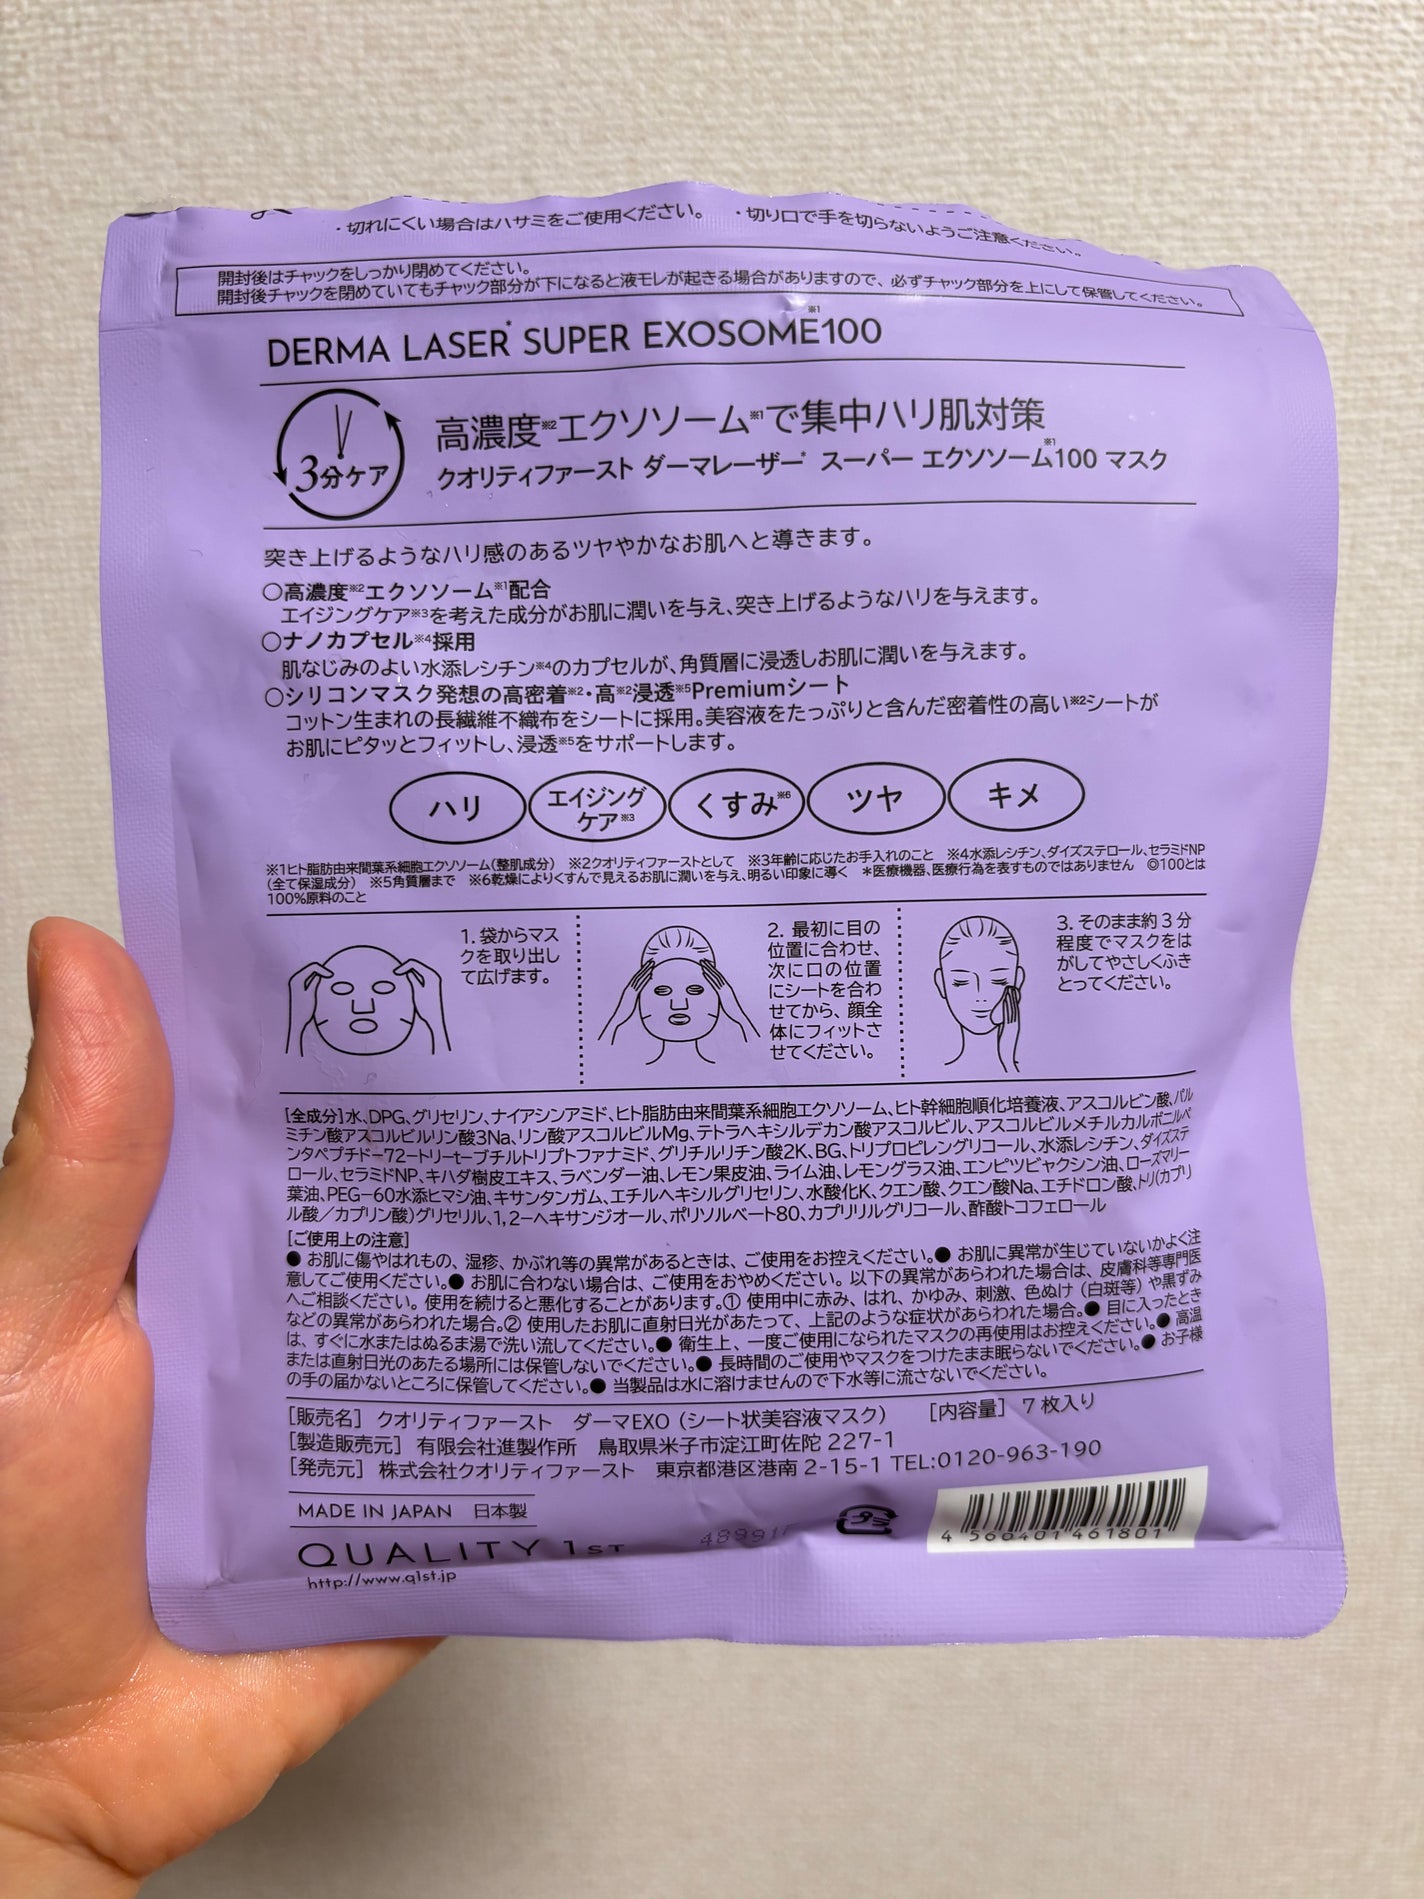 ・切れにくい場合はハサミをご使用ください。 ・切り口で手を切らないようご注意ください。
開封後はチャックをしっかり閉めてください。
開封後チャックを閉めていてもチャック部分が下になると液モレが起きる場合がありますので、必ずチャック部分を上にして保管してください。
DERMA LASER* SUPER EXOSOME※1100
3分ケア
高濃度※2エクソソーム※1で集中ハリ肌対策
クオリティファースト ダーマレーザー* スーパー エクソソーム※1100 マスク
突き上げるようなハリ感のあるツヤやかなお肌へと導きます。
○高濃度※2エクソソーム※1配合
エイジングケア※3を考えた成分がお肌に潤いを与え、突き上げるようなハリを与えます。
○ナノカプセル※4採用
肌なじみのよい水添レシチン※4のカプセルが、角質層に浸透しお肌に潤いを与えます。
○シリコンマスク発想の高密着※2・高※2浸透※5Premiumシート
コットン生まれの長繊維不織布をシートに採用。美容液をたっぷりと含んだ密着性の高い※2シートが
お肌にピタッとフィットし、浸透※5をサポートします。
ハリ
エイジング
ケア※3
くすみ※6
ツヤ
キメ
※1ヒト脂肪由来間葉系細胞エクソソーム(整肌成分) ※2クオリティファーストとして ※3年齢に応じたお手入れのこと ※4水添レシチン、ダイズステロール、セラミドNP
(全て保湿成分) ※5角質層まで ※6乾燥によりくすんで見えるお肌に潤いを与え、明るい印象に導く *医療機器、医療行為を表すものではありません ◎100とは
100%原料のこと
1. 袋からマス
クを取り出し
て広げます。
2. 最初に目の
位置に合わせ、
次に口の位置
にシートを合わ
せてから、顔全
体にフィットさ
せてください。
3. そのまま約3分
程度でマスクをは
がしてやさしくふき
とってください。
[全成分]水、DPG、グリセリン、ナイアシンアミド、ヒト脂肪由来間葉系細胞エクソソーム、ヒト幹細胞順化培養液、アスコルビン酸、パル
ミチン酸アスコルビルリン酸3Na、リン酸アスコルビルMg、テトラヘキシルデカン酸アスコルビル、アスコルビルメチルカルボニルペ
ンタペプチド-72-トリ-t-ブチルトリプトファナミド、グリチルリチン酸2K、BG、トリプロピレングリコール、水添レシチン、ダイズステ
ロール、セラミドNP、キハダ樹皮エキス、ラベンダー油、レモン果皮油、ライム油、レモングラス油、エンピツビャクシン油、ローズマリー
葉油、PEG-60水添ヒマシ油、キサンタンガム、エチルヘキシルグリセリン、水酸化K、クエン酸、クエン酸Na、エチドロン酸、トリ(カプリ
ル酸／カプリン酸)グリセリル、1,2-ヘキサンジオール、ポリソルベート80、カプリリルグリコール、酢酸トコフェロール
[ご使用上の注意]
● お肌に傷やはれもの、湿疹、かぶれ等の異常があるときは、ご使用をお控えください。● お肌に異常が生じていないかよく注
意してご使用ください。● お肌に合わない場合は、ご使用をおやめください。以下の異常があらわれた場合は、皮膚科等専門医
へご相談ください。使用を続けると悪化することがあります。① 使用中に赤み、はれ、かゆみ、刺激、色ぬけ(白斑等)や黒ずみ
などの異常があらわれた場合。② 使用したお肌に直射日光があたって、上記のような症状があらわれた場合。● 目に入ったとき
は、すぐに水またはぬるま湯で洗い流してください。● 衛生上、一度ご使用になられたマスクの再使用はお控えください。● 高温
または直射日光のあたる場所には保管しないでください。● 長時間のご使用やマスクをつけたまま眠らないでください。● お子様
の手の届かないところに保管してください。● 当製品は水に溶けませんので下水等に流さないでください。
[販売名] クオリティファースト ダーマEXO(シート状美容液マスク) [内容量] 7枚入り
[製造販売元] 有限会社進製作所 鳥取県米子市淀江町佐陀 227-1
[発売元] 株式会社クオリティファースト 東京都港区港南 2-15-1 TEL:0120-963-190
MADE IN JAPAN 日本製
QUALITY 1ST
http://www.q1st.jp
プラ
4 560401 461801